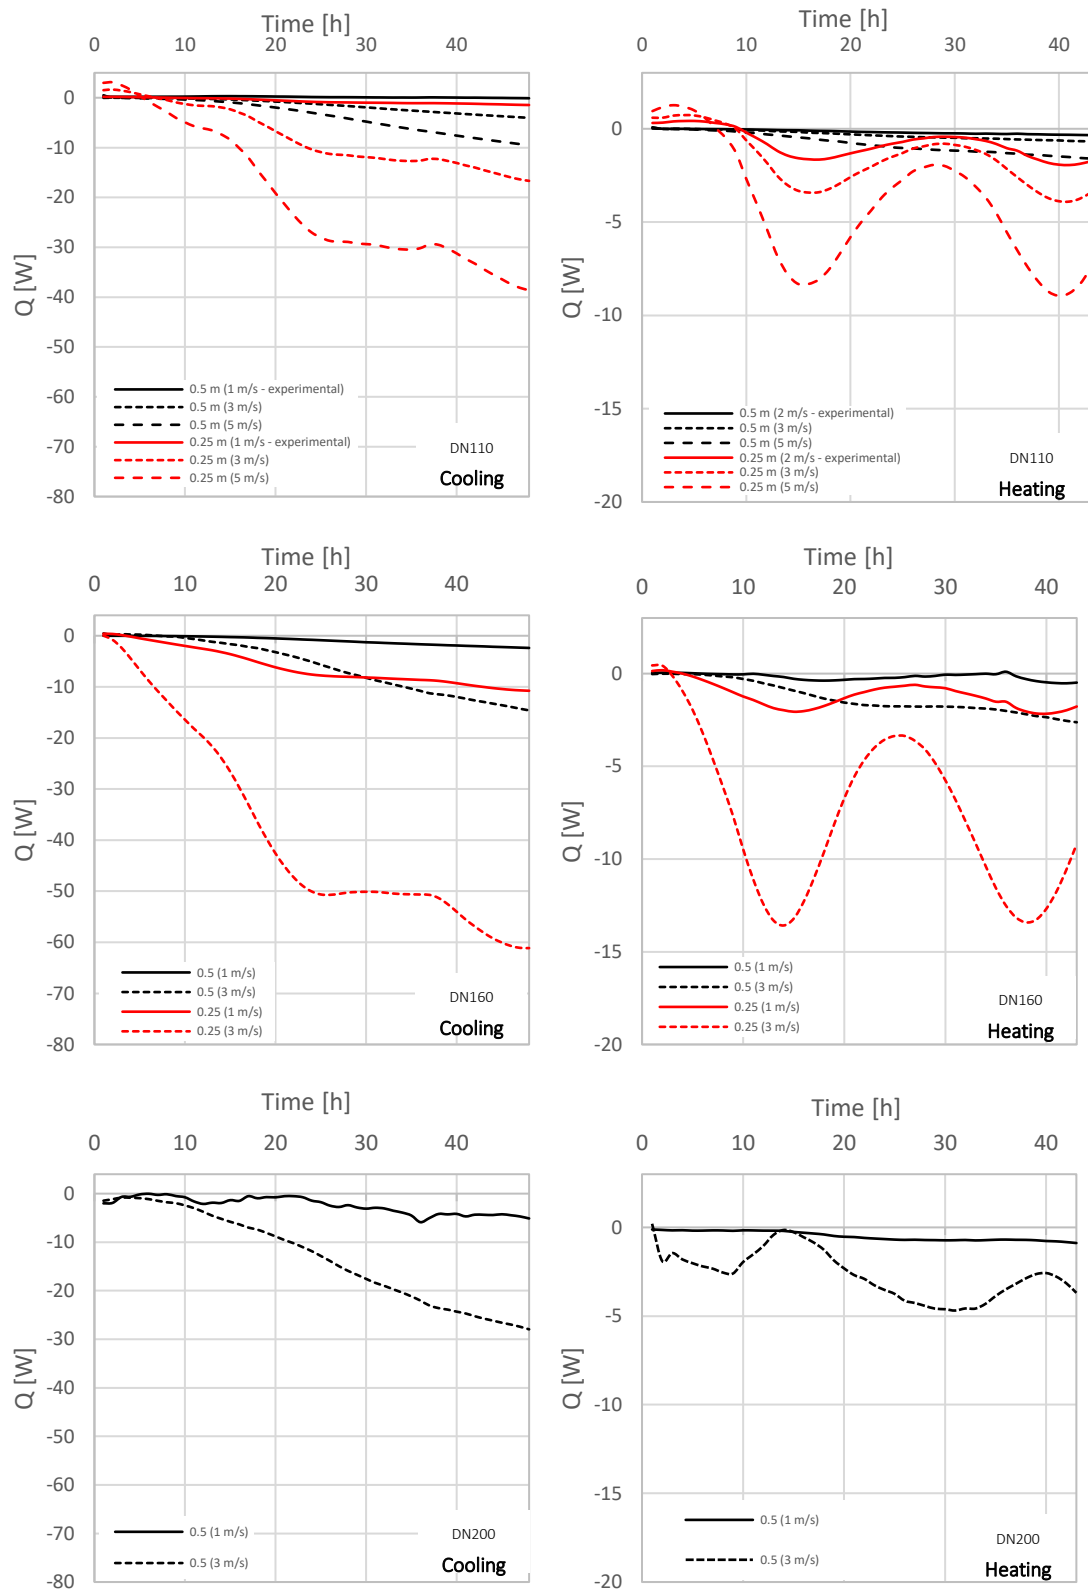 Time [h]
0 10 20 30 40
0
-10
-20
-30
-40
-50
-60
-70
-80
Q [W]
0.5 m (1 m/s - experimental)
0.5 m (3 m/s)
0.5 m (5 m/s)
0.25 m (1 m/s - experimental)
0.25 m (3 m/s)
0.25 m (5 m/s)
DN110
Cooling
Time [h]
0 10 20 30 40
0
-5
-10
-15
-20
Q [W]
0.5 m (2 m/s - experimental)
0.5 m (3 m/s)
0.5 m (5 m/s)
0.25 m (2 m/s - experimental)
0.25 m (3 m/s)
0.25 m (5 m/s)
DN110
Heating
Time [h]
0 10 20 30 40
0
-10
-20
-30
-40
-50
-60
-70
-80
Q [W]
0.5 (1 m/s)
0.5 (3 m/s)
0.25 (1 m/s)
0.25 (3 m/s)
DN160
Cooling
Time [h]
0 10 20 30 40
0
-5
-10
-15
-20
Q [W]
0.5 (1 m/s)
0.5 (3 m/s)
0.25 (1 m/s)
0.25 (3 m/s)
DN160
Heating
Time [h]
0 10 20 30 40
0
-10
-20
-30
-40
-50
-60
-70
-80
Q [W]
0.5 (1 m/s)
0.5 (3 m/s)
DN200
Cooling
Time [h]
0 10 20 30 40
0
-5
-10
-15
-20
Q [W]
0.5 (1 m/s)
0.5 (3 m/s)
DN200
Heating